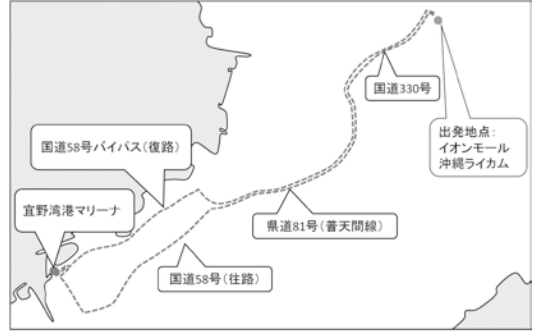 国道330号
出発地点：
イオンモール
沖縄ライカム
国道58号バイパス（復路）
宜野湾港マリーナ
県道81号（普天間線）
国道58号（往路）